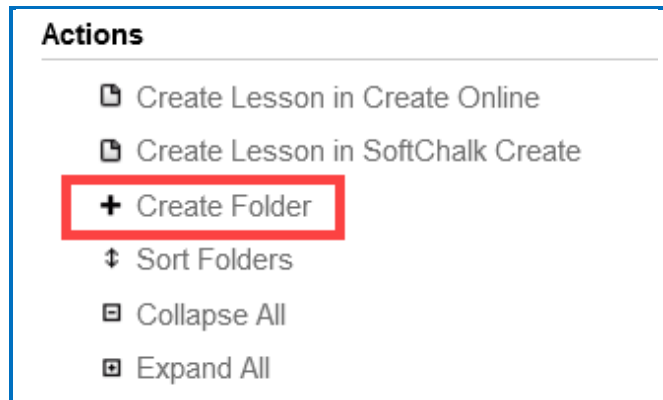 Actions
Create Lesson in Create Online
Create Lesson in SoftChalk Create
Create Folder
Sort Folders
Collapse All
Expand All